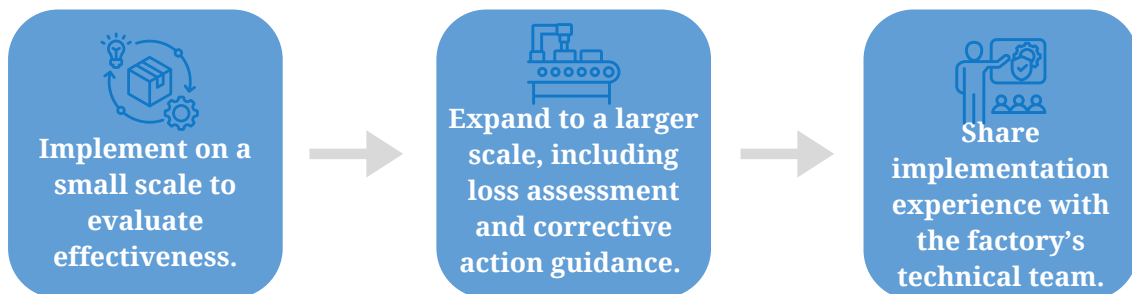 Implement on a
small scale to
evaluate
effectiveness.
Expand to a larger
scale, including
loss assessment
and corrective
action guidance.
Share
implementation
experience with
the factory’s
technical team.